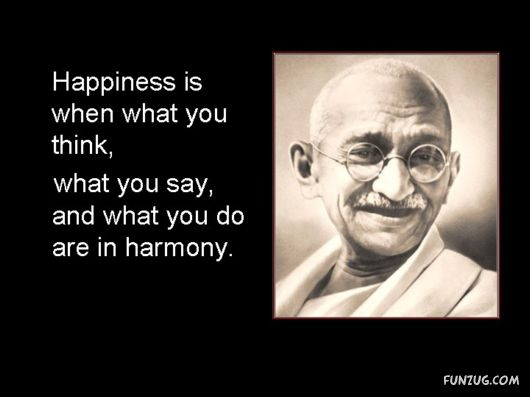 Happiness is
when what you
think,
what you say,
and what you do
are in harmony.
FUNZUG.COM